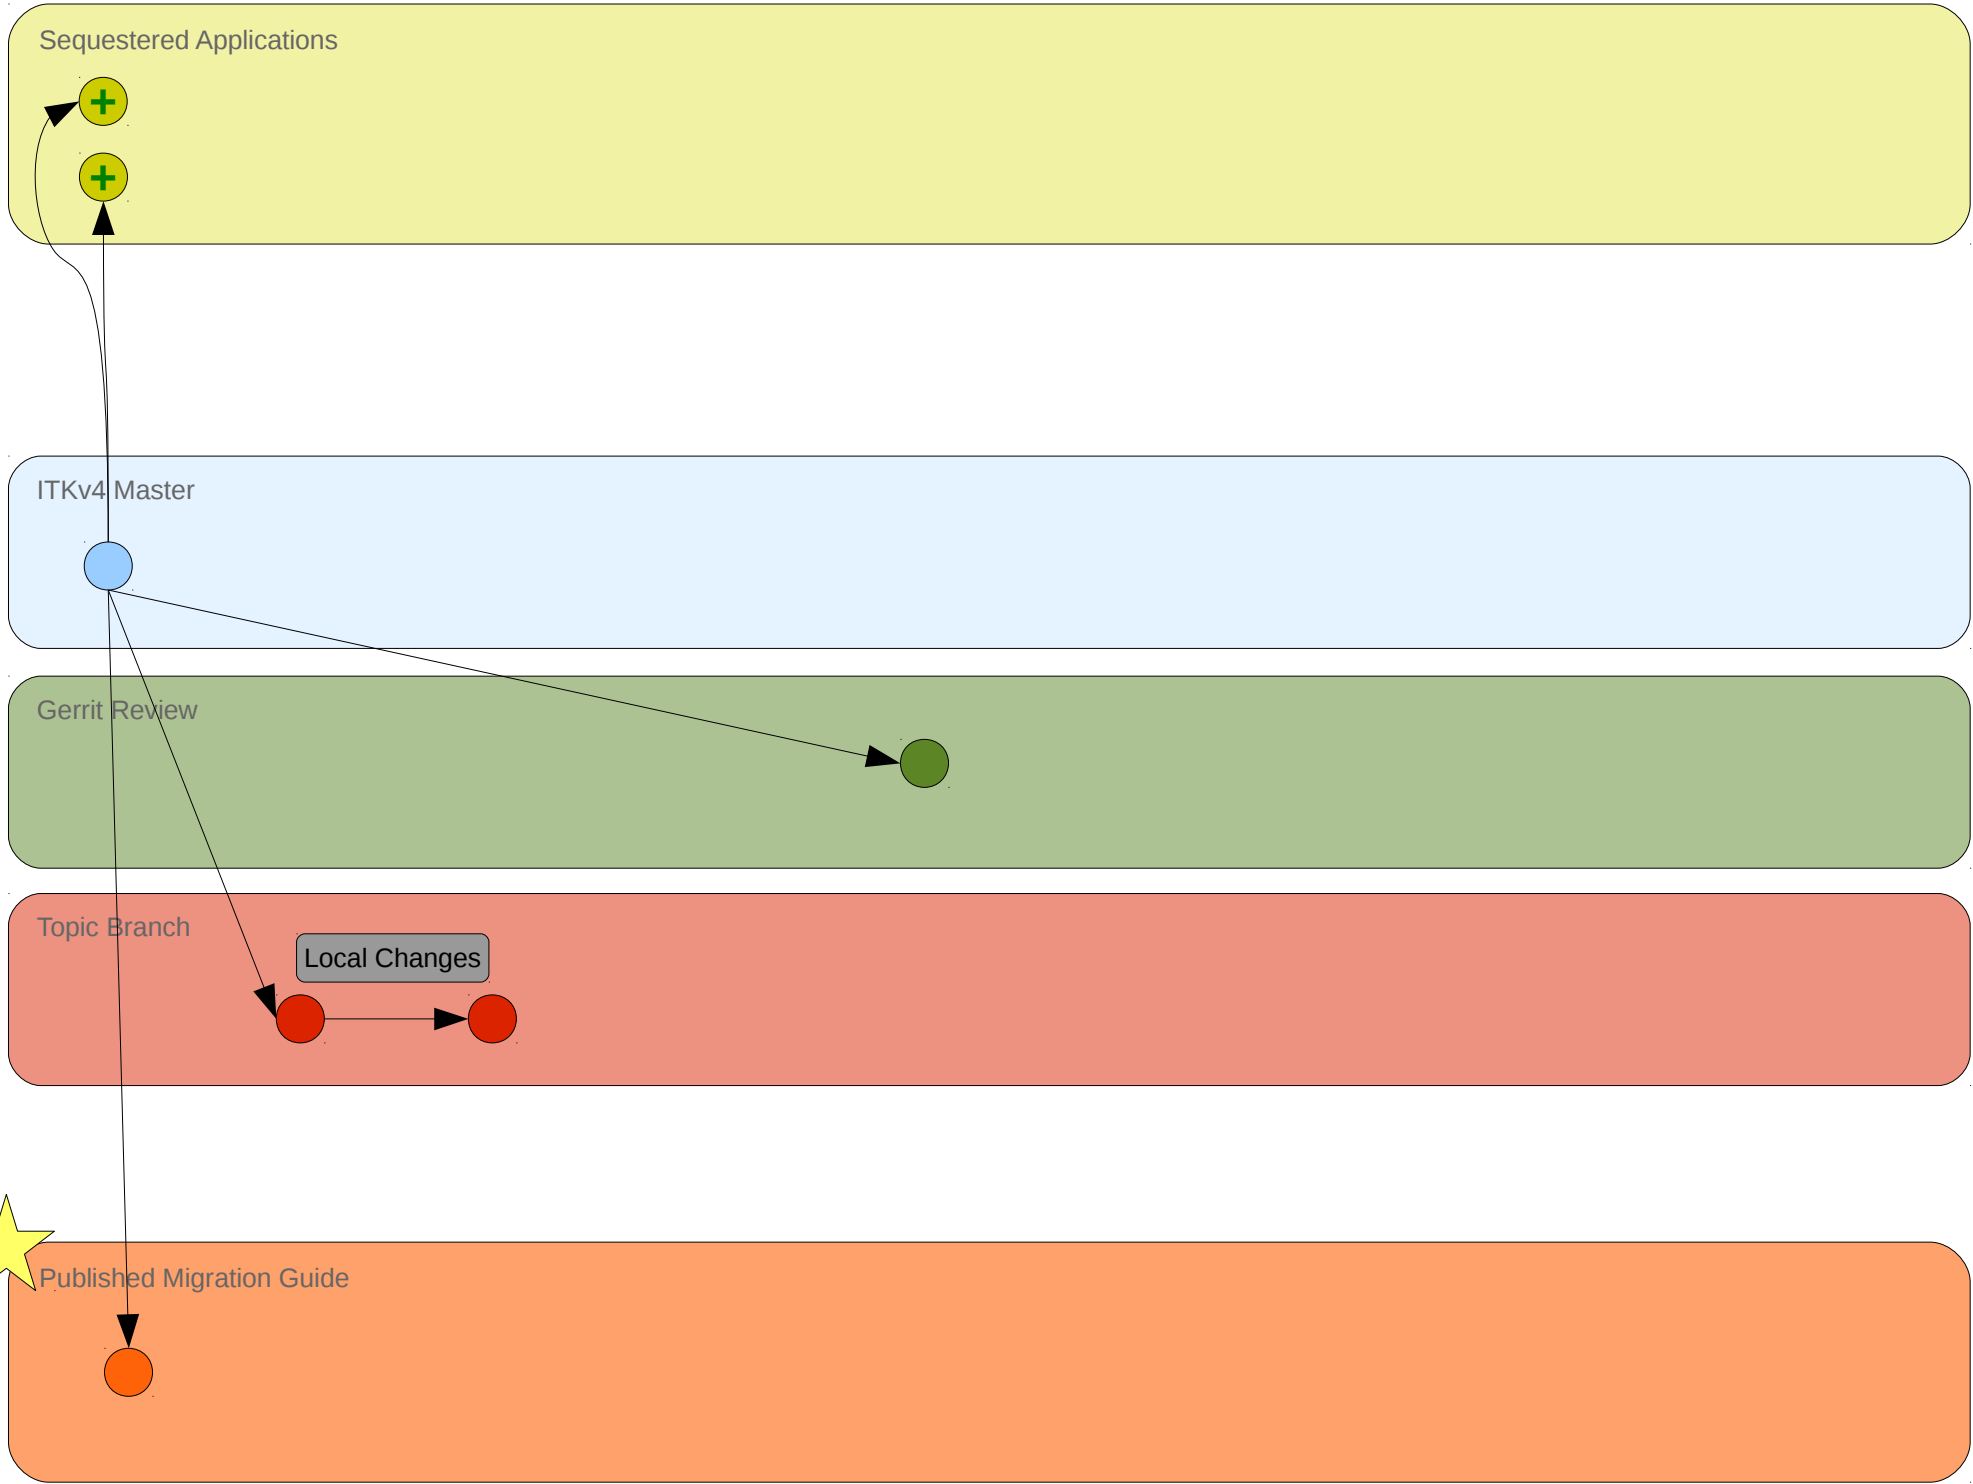 Sequestered Applications
+
+
ITKv4 Master
Gerrit Review
Topic Branch
Local Changes
Published Migration Guide